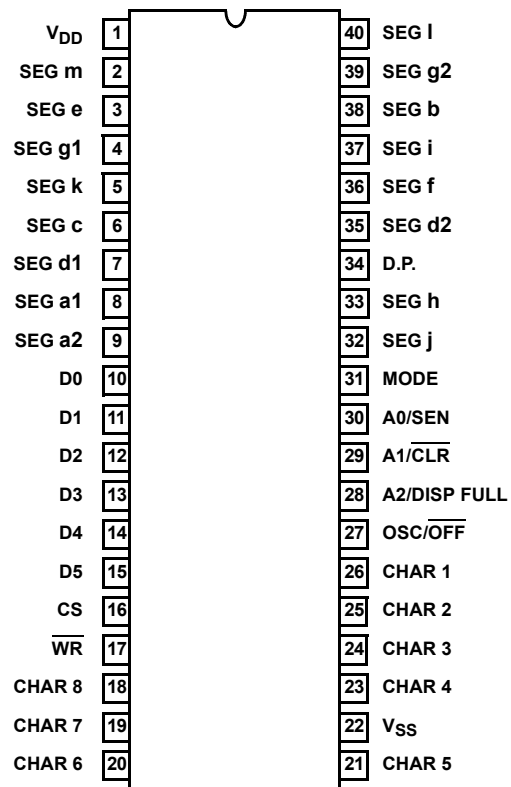 VDD 1 40 SEG l
SEG m 2 39 SEG g2
SEG e 3 38 SEG b
SEG g1 4 37 SEG i
SEG k 5 36 SEG f
SEG c 6 35 SEG d2
SEG d1 7 34 D.P.
SEG a1 8 33 SEG h
SEG a2 9 32 SEG j
D0 10 31 MODE
D1 11 30 A0/SEN
D2 12 29 A1/C̅L̅R̅
D3 13 28 A2/DISP FULL
D4 14 27 OSC/O̅F̅F̅
D5 15 26 CHAR 1
CS 16 25 CHAR 2
W̅R̅ 17 24 CHAR 3
CHAR 8 18 23 CHAR 4
CHAR 7 19 22 VSS
CHAR 6 20 21 CHAR 5